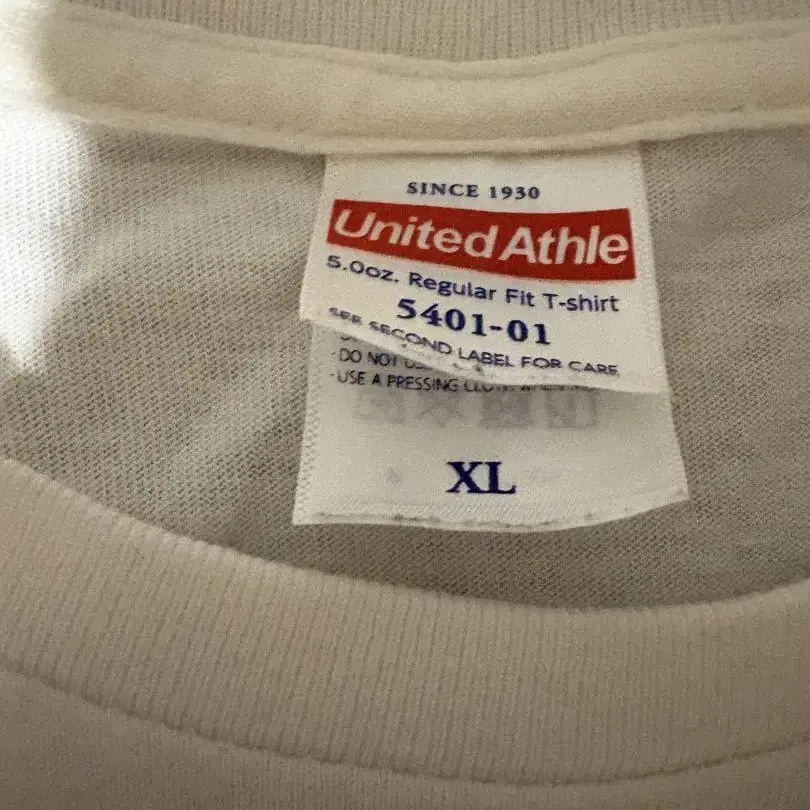 SINCE 1930
United Athle
5.0oz. Regular Fit T-shirt
5401-01
SEE SECOND LABEL FOR CARE
·DO NOT
·USE A PRESSING
XL